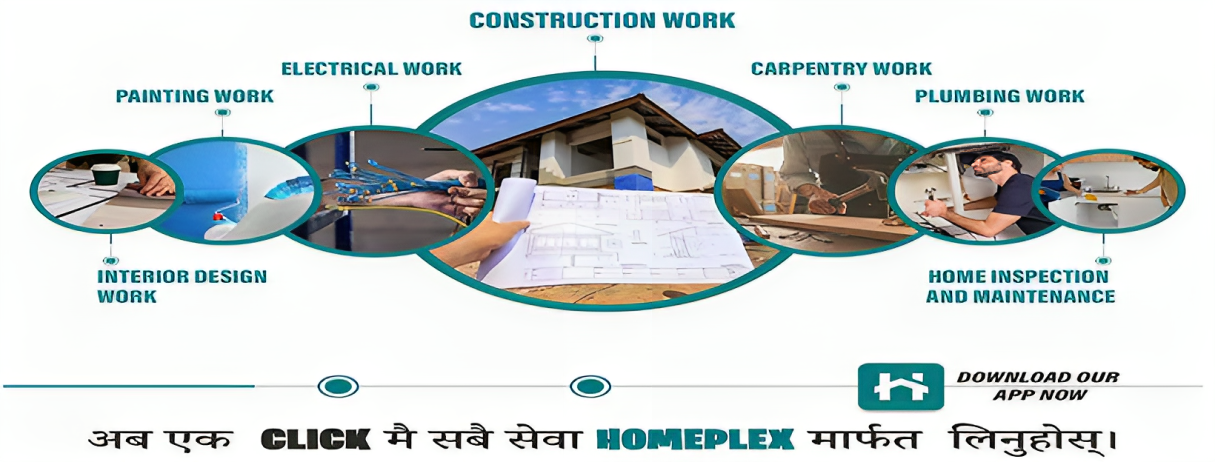 CONSTRUCTION WORK
ELECTRICAL WORK
CARPENTRY WORK
PAINTING WORK
PLUMBING WORK
INTERIOR DESIGN
WORK
HOME INSPECTION
AND MAINTENANCE
DOWNLOAD OUR
APP NOW
अब एक CLICK मै सबै सेवा HOMEPLEX मार्फत लिनुहोस्।